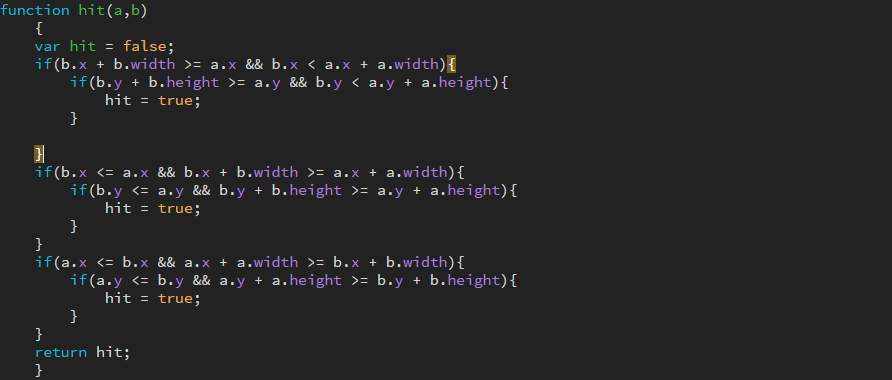 function hit(a,b)
    {
    var hit = false;
    if(b.x + b.width >= a.x && b.x < a.x + a.width){
        if(b.y + b.height >= a.y && b.y < a.y + a.height){
            hit = true;
        }

    }
    if(b.x <= a.x && b.x + b.width >= a.x + a.width){
        if(b.y <= a.y && b.y + b.height >= a.y + a.height){
            hit = true;
        }
    }
    if(a.x <= b.x && a.x + a.width >= b.x + b.width){
        if(a.y <= b.y && a.y + a.height >= b.y + b.height){
            hit = true;
        }
    }
    return hit;
    }